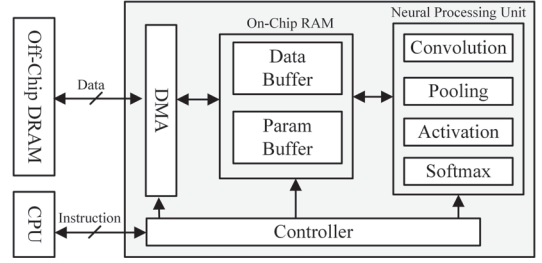 Off-Chip DRAM
Data
DMA
On-Chip RAM
Data
Buffer
Param
Buffer
Neural Processing Unit
Convolution
Pooling
Activation
Softmax
CPU
Instruction
Controller